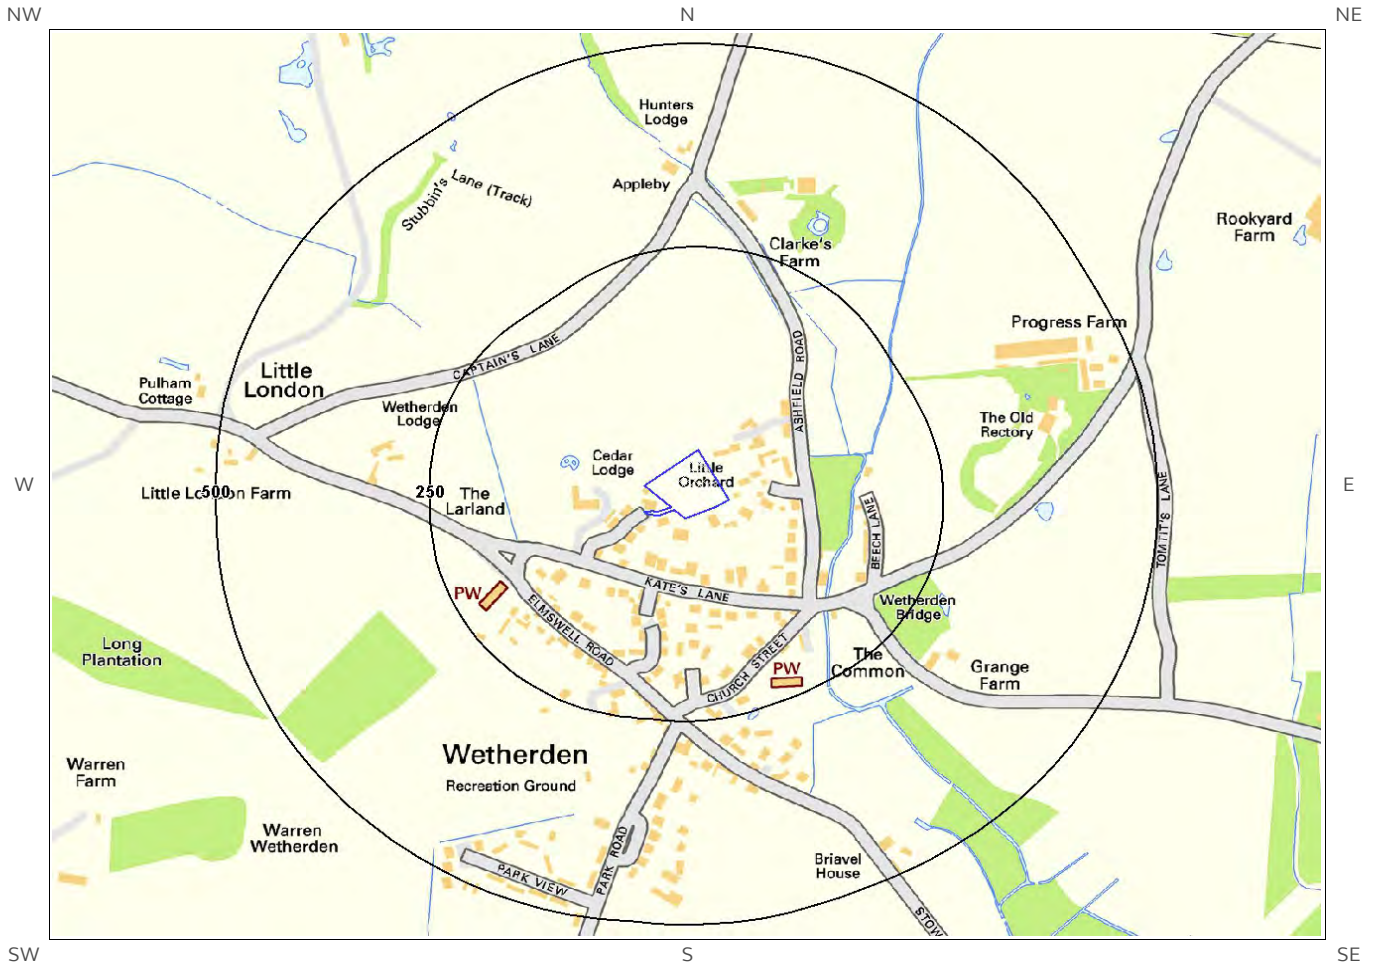 NW
N
NE
Hunters
Lodge
Appleby
Stubbin's
Lane (Track)
Clarke's
Farm
Rookyard
Farm
Progress Farm
CAPTAIN'S LANE
ASHFIELD ROAD
Little
London
Pulham
Cottage
Wetherden
Lodge
The Old
Rectory
Cedar
Lodge
Little
Orchard
W
E
500
250
The
Larland
BEECH LANE
TOMTIT'S LANE
PW
KATE'S LANE
Wetherden
Bridge
ELMSWELL ROAD
CHURCH STREET
PW
The
Common
Grange
Farm
Long
Plantation
Wetherden
Recreation Ground
Warren
Farm
Warren
Wetherden
PARK ROAD
PARK VIEW
Briavel
House
STOW
SW
S
SE